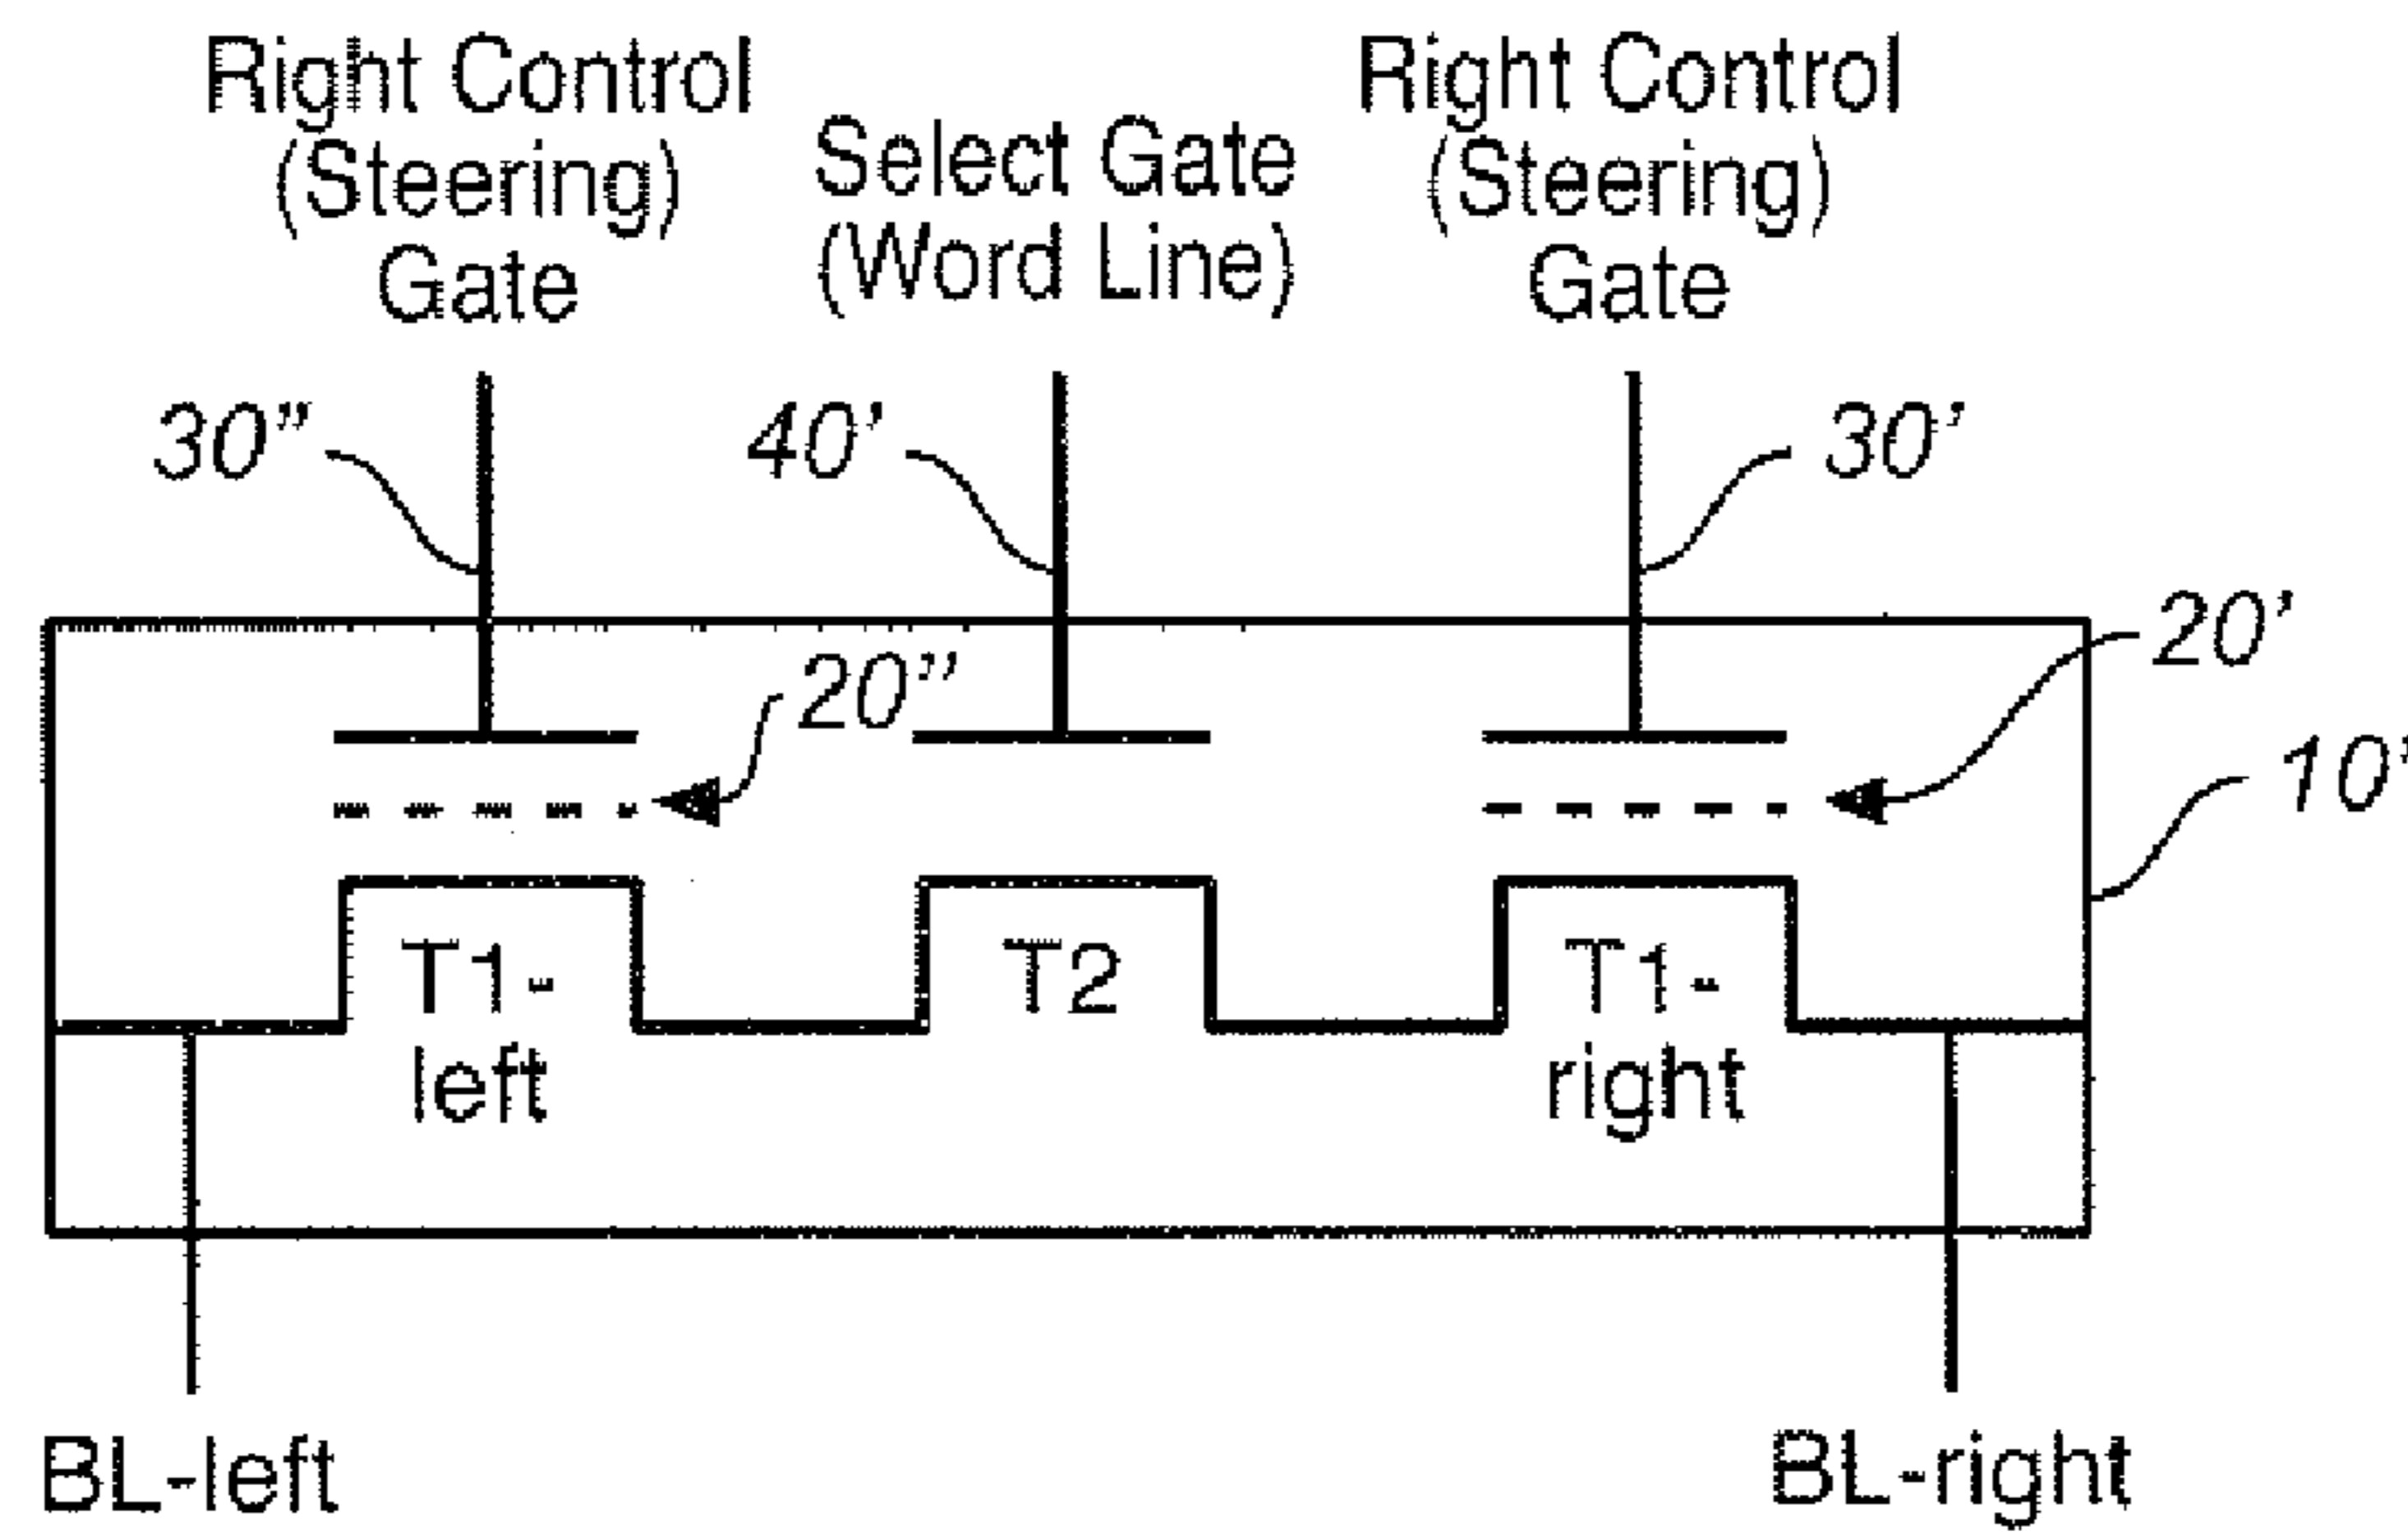 Right Control
(Steering)
Gate
Select Gate
(Word Line)
Right Control
(Steering)
Gate
30”
40’
30’
20”
20’
10’
T1-
left
T2
T1-
right
BL-left
BL-right